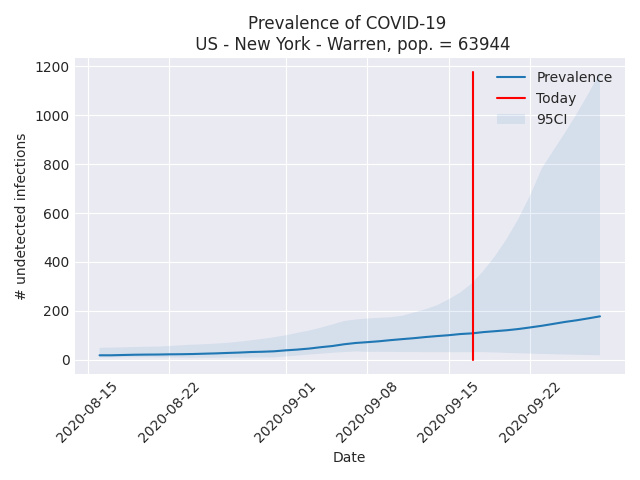 Prevalence of COVID-19
US - New York - Warren, pop. = 63944
1200
1000
800
600
400
200
0
# undetected infections
Prevalence
Today
95CI
2020-08-15
2020-08-22
2020-09-01
2020-09-08
2020-09-15
2020-09-22
Date